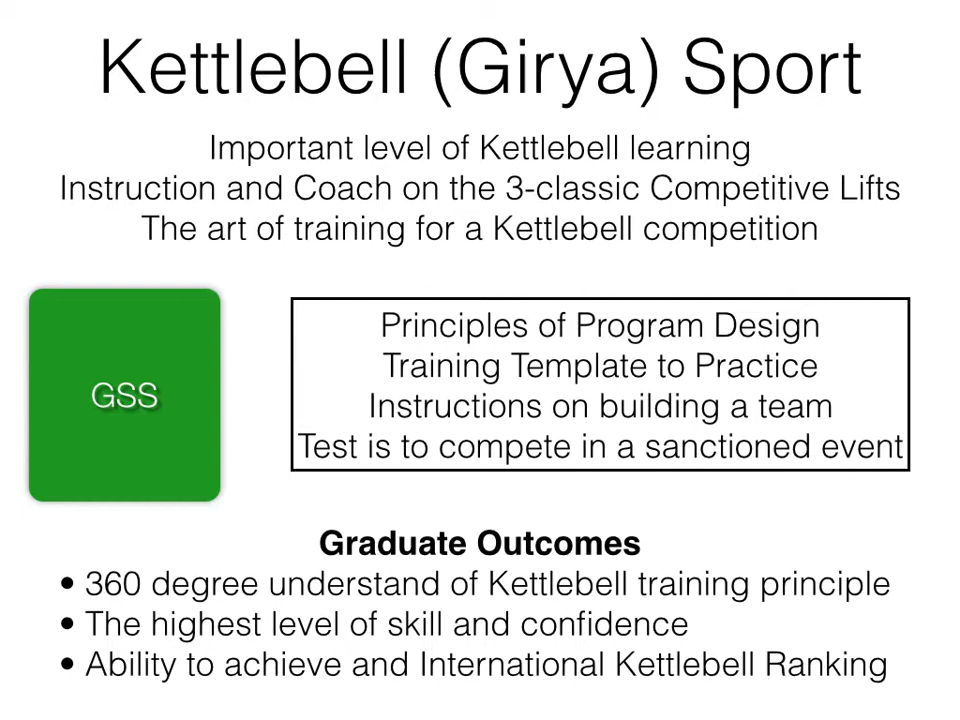 Kettlebell (Girya) Sport
Important level of Kettlebell learning
Instruction and Coach on the 3-classic Competitive Lifts
The art of training for a Kettlebell competition
GSS
Principles of Program Design
Training Template to Practice
Instructions on building a team
Test is to compete in a sanctioned event
Graduate Outcomes
• 360 degree understand of Kettlebell training principle
• The highest level of skill and confidence
• Ability to achieve and International Kettlebell Ranking